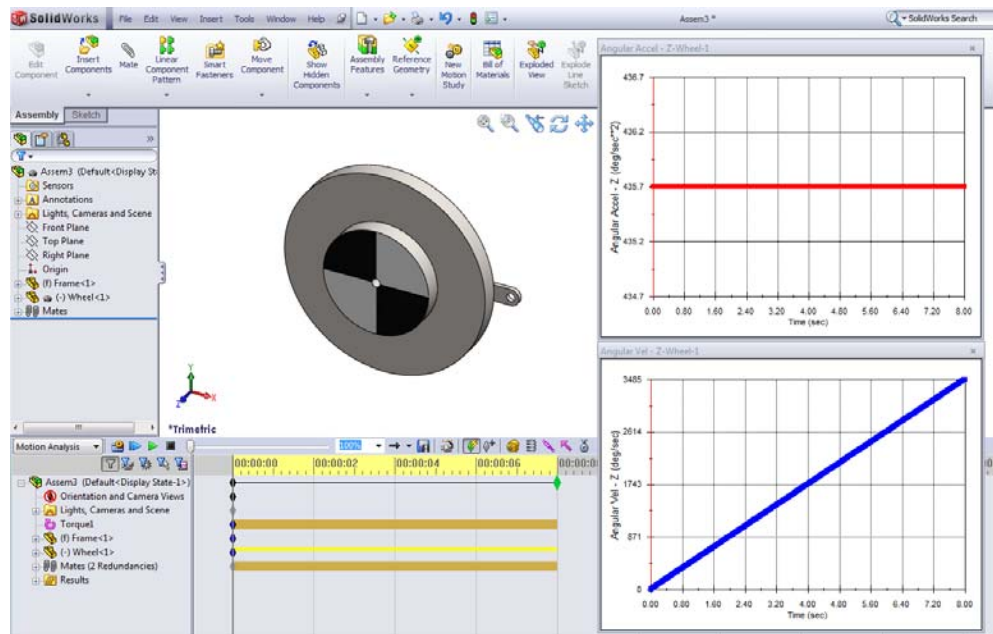 SolidWorks File Edit View Insert Tools Window Help Assem3 * SolidWorks Search
Edit Component
Insert Components
Mate
Linear Component Pattern
Smart Fasteners
Move Component
Show Hidden Components
Assembly Features
Reference Geometry
New Motion Study
Bill of Materials
Exploded View
Explode Line Sketch
Assembly Sketch
Assem3 (Default<Display St
Sensors
Annotations
Lights, Cameras and Scene
Front Plane
Top Plane
Right Plane
Origin
(f) Frame<1>
(-) Wheel<1>
Mates
Y
Z X
*Trimetric
Angular Accel - Z-Wheel-1
Angular Accel - Z (deg/sec**2)
436.7
436.2
435.7
435.2
434.7
0.00 0.80 1.60 2.40 3.20 4.00 4.80 5.60 6.40 7.20 8.00
Time (sec)
Angular Vel - Z-Wheel-1
Angular Vel - Z (deg/sec)
3485
2614
1743
871
0
0.00 0.80 1.60 2.40 3.20 4.00 4.80 5.60 6.40 7.20 8.00
Time (sec)
Motion Analysis 100%
00:00:00 00:00:02 00:00:04 00:00:06 00:00:0
Assem3 (Default<Display State-1>)
Orientation and Camera Views
Lights, Cameras and Scene
Torque1
(f) Frame<1>
(-) Wheel<1>
Mates (2 Redundancies)
Results